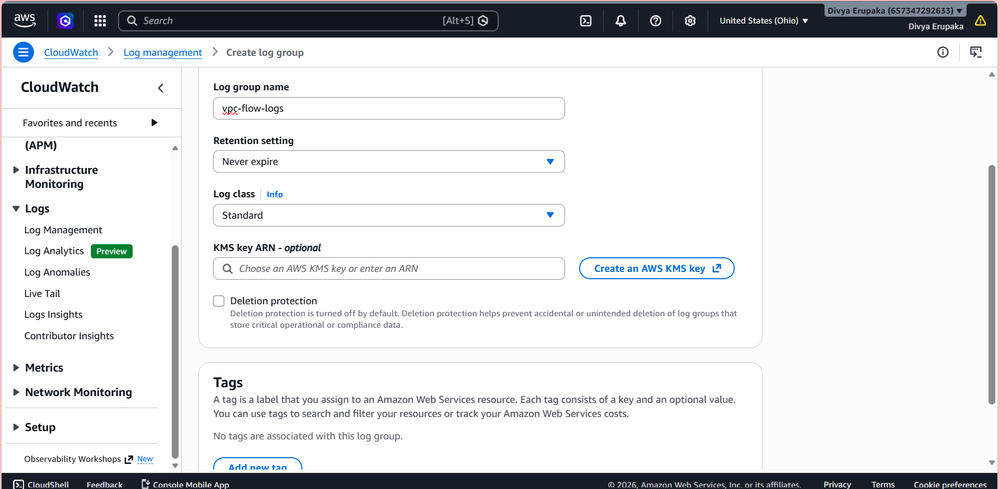 aws
Search
[Alt+S]
United States (Ohio)
Divya Erupaka (657347292633)
Divya Erupaka
CloudWatch
Log management
Create log group
CloudWatch
Favorites and recents
(APM)
Infrastructure
Monitoring
Logs
Log Management
Log Analytics Preview
Log Anomalies
Live Tail
Logs Insights
Contributor Insights
Metrics
Network Monitoring
Setup
Observability Workshops New
Log group name
vpc-flow-logs
Retention setting
Never expire
Log class Info
Standard
KMS key ARN - optional
Choose an AWS KMS key or enter an ARN
Create an AWS KMS key
Deletion protection
Deletion protection is turned off by default. Deletion protection helps prevent accidental or unintended deletion of log groups that
store critical operational or compliance data.
Tags
A tag is a label that you assign to an Amazon Web Services resource. Each tag consists of a key and an optional value.
You can use tags to search and filter your resources or track your Amazon Web Services costs.
No tags are associated with this log group.
Add new tag
CloudShell
Feedback
Console Mobile App
© 2026, Amazon Web Services, Inc. or its affiliates.
Privacy
Terms
Cookie preferences